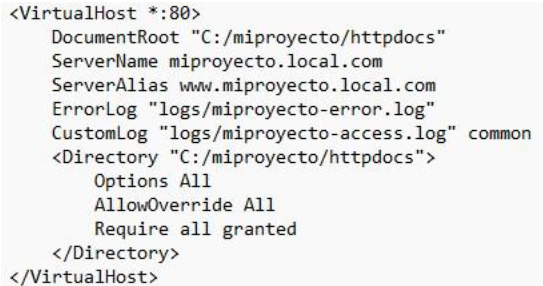 <VirtualHost *:80>
    DocumentRoot "C:/miproyecto/httpdocs"
    ServerName miproyecto.local.com
    ServerAlias www.miproyecto.local.com
    ErrorLog "logs/miproyecto-error.log"
    CustomLog "logs/miproyecto-access.log" common
    <Directory "C:/miproyecto/httpdocs">
        Options All
        AllowOverride All
        Require all granted
    </Directory>
</VirtualHost>